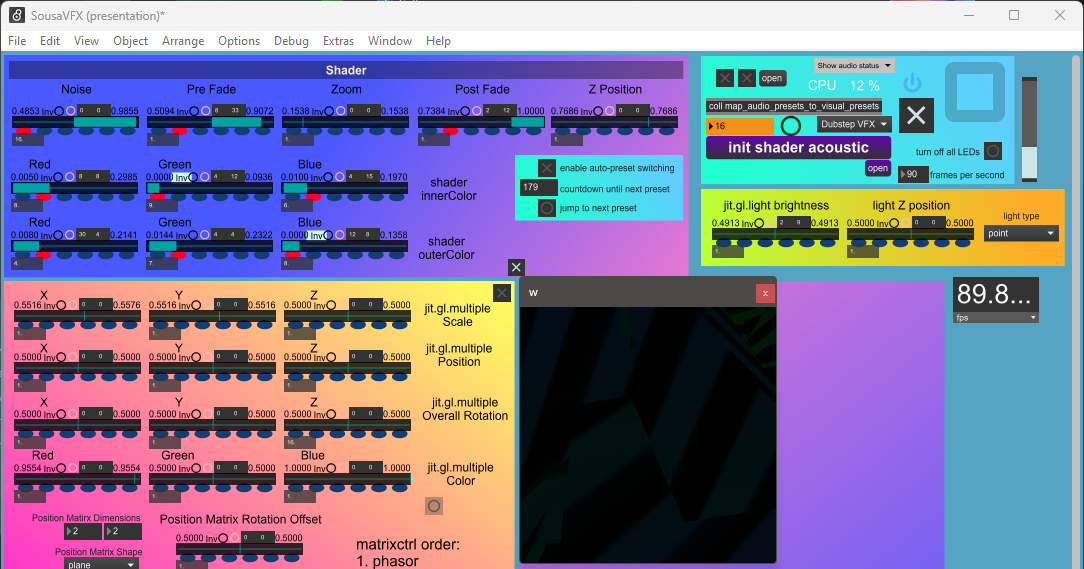 SousaVFX (presentation)*
File Edit View Object Arrange Options Debug Extras Window Help
Shader
Noise Pre Fade Zoom Post Fade Z Position
0.4853 Inv 0 0 0.9855 0.5094 Inv 8 33 0.9072 0.1538 Inv 0 0 0.1538 0.7384 Inv 2 12 1.0000 0.7686 Inv 0 0 0.7686
16. 1. 1. 1. 1.
Red Green Blue
0.0050 Inv 8 8 0.2985 0.0000 Inv 4 12 0.0936 0.0100 Inv 4 15 0.1970
shader
innerColor
6. 9. 1.
Red Green Blue
0.0080 Inv 30 4 0.2141 0.0144 Inv 4 4 0.2322 0.0000 Inv 12 8 0.1358
shader
outerColor
4. 7. 8.
enable auto-preset switching
179 countdown until next preset
jump to next preset
Show audio status
open
CPU 12 %
coll map_audio_presets_to_visual_presets
16 Dubstep VFX
init shader acoustic
turn off all LEDs
open
90 frames per second
jit.gl.light brightness light Z position light type
0.4913 Inv 2 9 0.4913 0.5000 Inv 0 0 0.5000
point
1. 1.
89.8...
fps
X Y Z
0.5516 Inv 0 0 0.5576 0.5516 Inv 0 0 0.5516 0.5000 Inv 0 0 0.5000
jit.gl.multiple
Scale
1. 1. 1.
X Y Z
0.5000 Inv 0 0 0.5000 0.5000 Inv 0 0 0.5000 0.5000 Inv 0 0 0.5000
jit.gl.multiple
Position
1. 1. 1.
X Y Z
0.5000 Inv 0 0 0.5000 0.5000 Inv 0 0 0.5000 0.5000 Inv 0 0 0.5000
jit.gl.multiple
Overall Rotation
1. 1. 16.
Red Green Blue
0.9554 Inv 0 0 0.9554 0.5000 Inv 0 0 0.5000 1.0000 Inv 0 0 1.0000
jit.gl.multiple
Color
1. 1. 1.
Position Matirx Dimensions
2 2
Position Matrix Shape
plane
Position Matrix Rotation Offset
0.5000 Inv 0 0 0.5000
1.
matrixctrl order:
1. phasor
w x